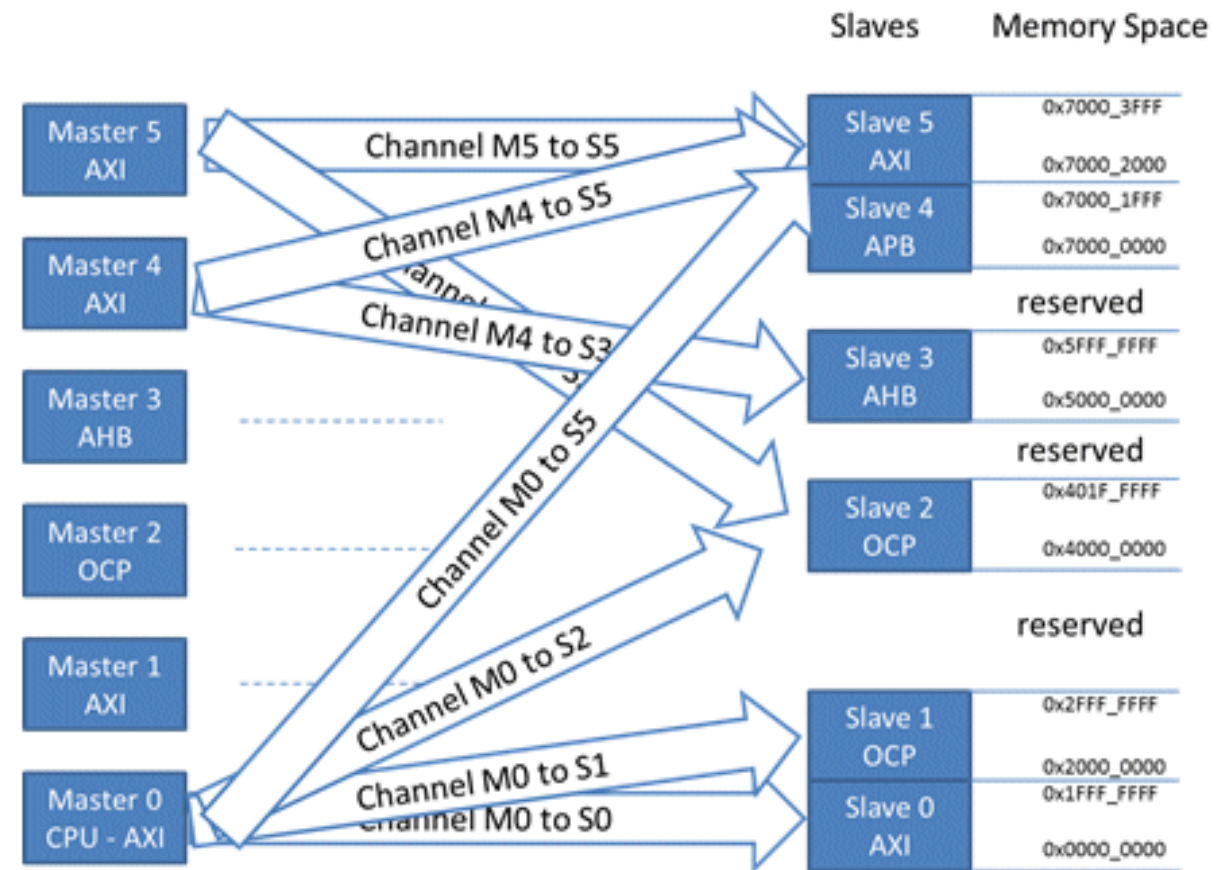 Slaves
Memory Space
Master 5
AXI
Master 4
AXI
Master 3
AHB
Master 2
OCP
Master 1
AXI
Master 0
CPU - AXI
Channel M5 to S5
Channel M4 to S5
Channel M4 to S3
Channel M0 to S5
Channel M0 to S2
Channel M0 to S1
Channel M0 to S0
Slave 5
AXI
Slave 4
APB
Slave 3
AHB
Slave 2
OCP
Slave 1
OCP
Slave 0
AXI
0x7000_3FFF
0x7000_2000
0x7000_1FFF
0x7000_0000
reserved
0x5FFF_FFFF
0x5000_0000
reserved
0x401F_FFFF
0x4000_0000
reserved
0x2FFF_FFFF
0x2000_0000
0x1FFF_FFFF
0x0000_0000